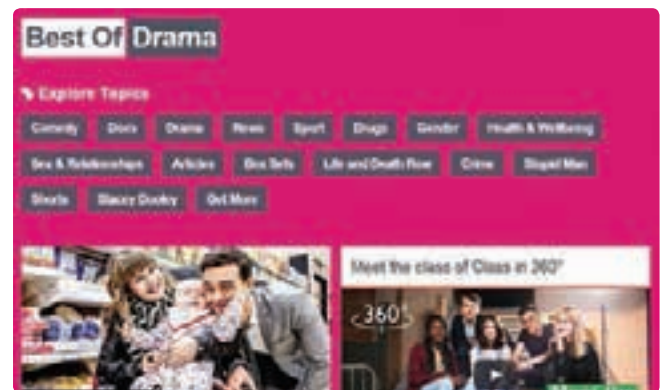 Best Of Drama
Explore Topics
Comedy Docs Drama News Sport Drugs Gender Health & Wellbeing
Sex & Relationships Articles Box Sets Life and Death Row Crime Stupid Man
Shorts Stacey Dooley Get More
Meet the class of Class in 360°
360°